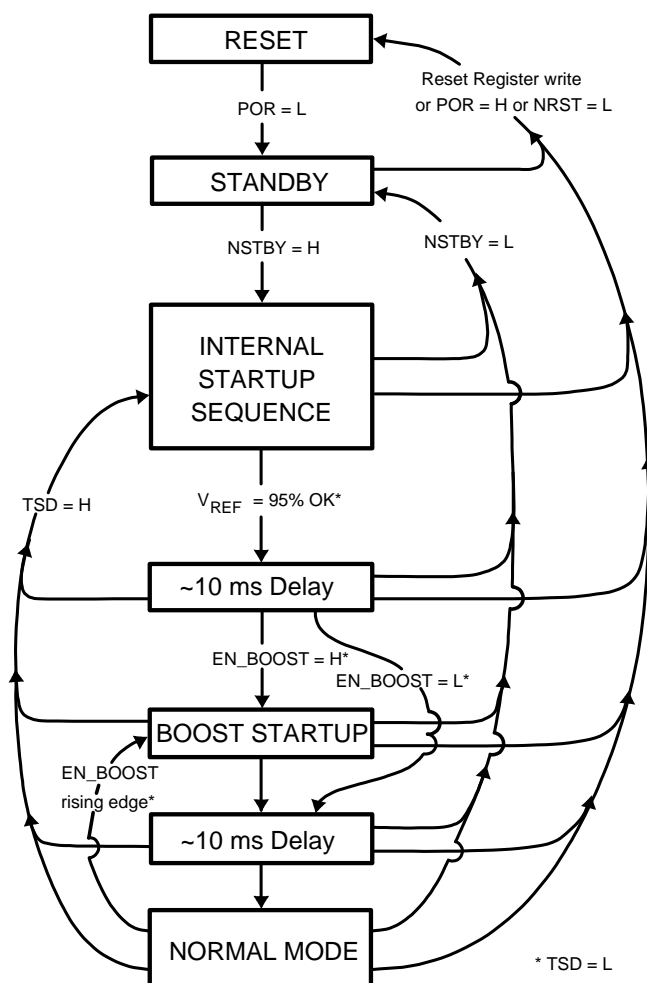 RESET
Reset Register write
or POR = H or NRST = L
POR = L
STANDBY
NSTBY = H
NSTBY = L
INTERNAL
STARTUP
SEQUENCE
TSD = H
VREF = 95% OK*
~10 ms Delay
EN_BOOST = H*
EN_BOOST = L*
BOOST STARTUP
EN_BOOST
rising edge*
~10 ms Delay
NORMAL MODE
* TSD = L